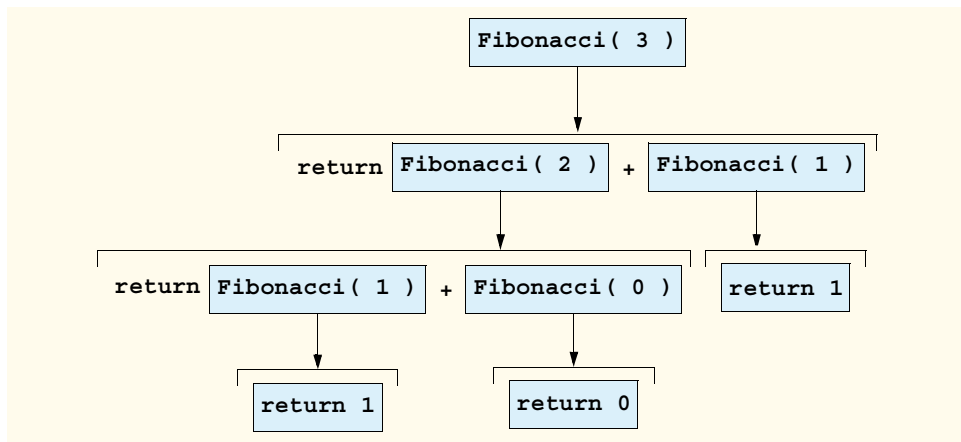 Fibonacci( 3 )
return Fibonacci( 2 ) + Fibonacci( 1 )
return Fibonacci( 1 ) + Fibonacci( 0 ) return 1
return 1 return 0